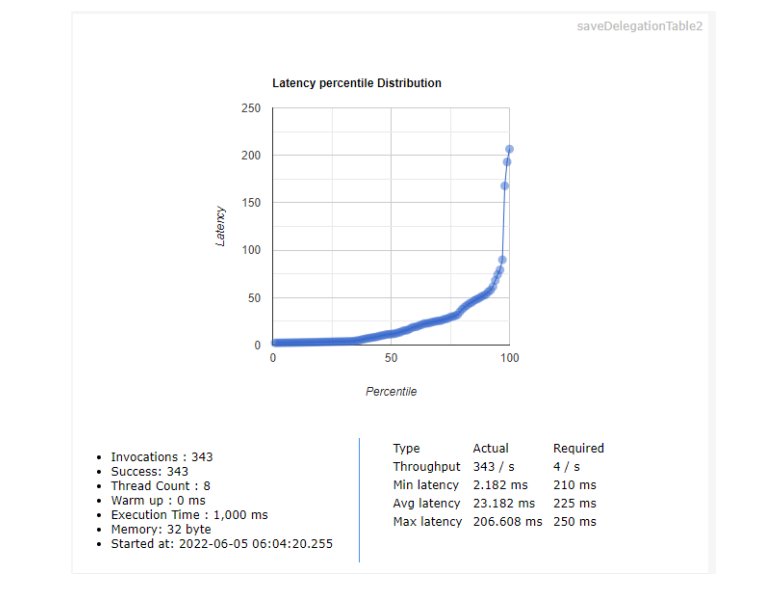 saveDelegationTable2
Latency percentile Distribution
250
200
150
100
50
0
Latency
0 50 100
Percentile
Invocations : 343
Success: 343
Thread Count : 8
Warm up : 0 ms
Execution Time : 1,000 ms
Memory: 32 byte
Started at: 2022-06-05 06:04:20.255
Type Actual Required
Throughput 343 / s 4 / s
Min latency 2.182 ms 210 ms
Avg latency 23.182 ms 225 ms
Max latency 206.608 ms 250 ms